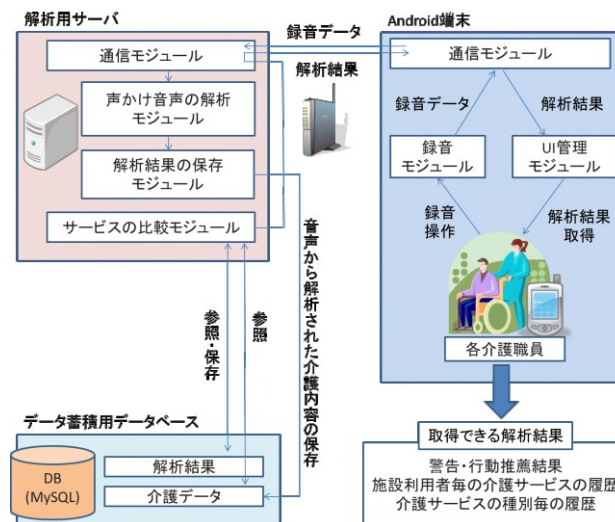 解析用サーバ
通信モジュール
声かけ音声の解析
モジュール
解析結果の保存
モジュール
サービスの比較モジュール
録音データ
解析結果
Android端末
通信モジュール
録音データ
解析結果
録音
モジュール
UI管理
モジュール
録音
操作
解析結果
取得
各介護職員
参照・保存
参照
音声から解析された介護内容の保存
データ蓄積用データベース
DB
(MySQL)
解析結果
介護データ
取得できる解析結果
警告・行動推薦結果
施設利用者毎の介護サービスの履歴
介護サービスの種別毎の履歴